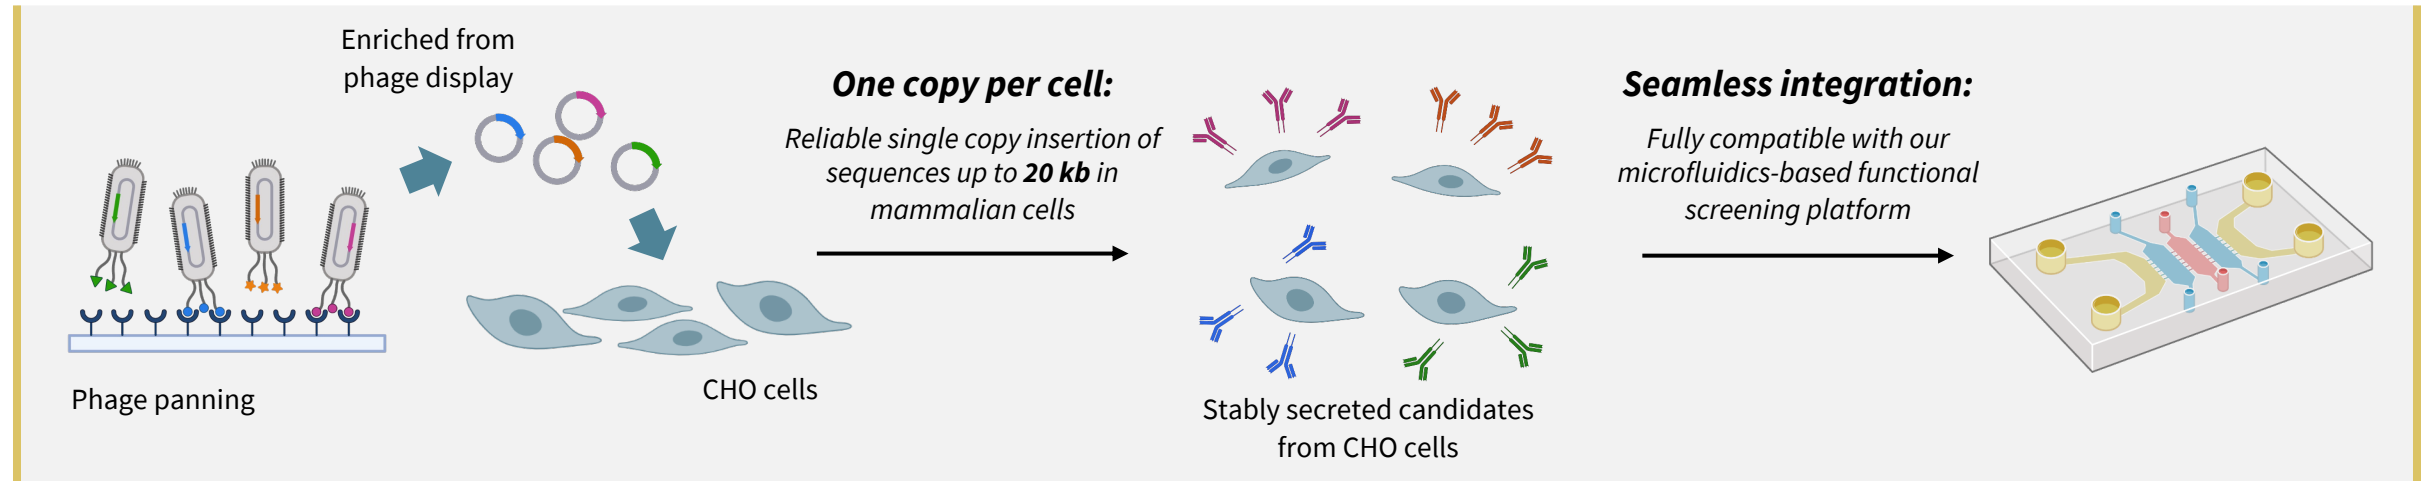 Enriched from
phage display
Phage panning
CHO cells
One copy per cell:
Reliable single copy insertion of
sequences up to 20 kb in
mammalian cells
Stably secreted candidates
from CHO cells
Seamless integration:
Fully compatible with our
microfluidics-based functional
screening platform